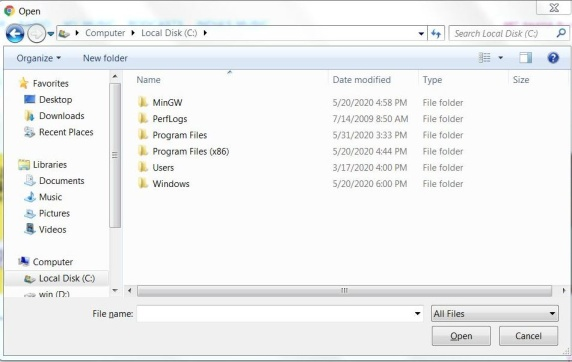 Open
Computer ▸ Local Disk (C:) ▸
Search Local Disk (C:)
Organize
New folder
Name Date modified Type Size
MinGW 5/20/2020 4:58 PM File folder
PerfLogs 7/14/2009 8:50 AM File folder
Program Files 5/31/2020 3:33 PM File folder
Program Files (x86) 5/20/2020 4:44 PM File folder
Users 3/17/2020 4:00 PM File folder
Windows 5/20/2020 6:00 PM File folder
Favorites
Desktop
Downloads
Recent Places
Libraries
Documents
Music
Pictures
Videos
Computer
Local Disk (C:)
win (D:)
File name:
All Files
Open
Cancel